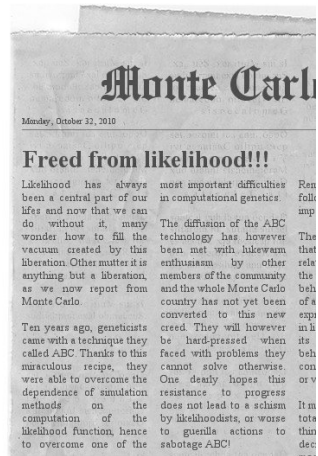 Monte Carl
Monday, October 32, 2010
Freed from likelihood!!!
Likelihood has always
been a central part of our
lifes and now that we can
do without it, many
wonder how to fill the
vacuum created by this
liberation. Other mutter it is
anything but a liberation,
as we now report from
Monte Carlo.
Ten years ago, geneticists
came with a technique they
called ABC. Thanks to this
miraculous recipe, they
were able to overcome the
dependence of simulation
methods on the
computation of the
likelihood function, hence
to overcome one of the
most important difficulties
in computational genetics.
The diffusion of the ABC
technology has however
been met with lukewarm
enthusiasm by other
members of the community
and the whole Monte Carlo
country has not yet been
converted to this new
creed. They will however
be hard-pressed when
faced with problems they
cannot solve otherwise.
One dearly hopes this
resistance to progress
does not lead to a schism
by likelihoodists, or worse
to guerilla actions to
sabotage ABC!
Ren
follo
imp
The
that
rela
the
beh
of a
expr
in li
its
beh
con
or v
It m
tota
thin
deci